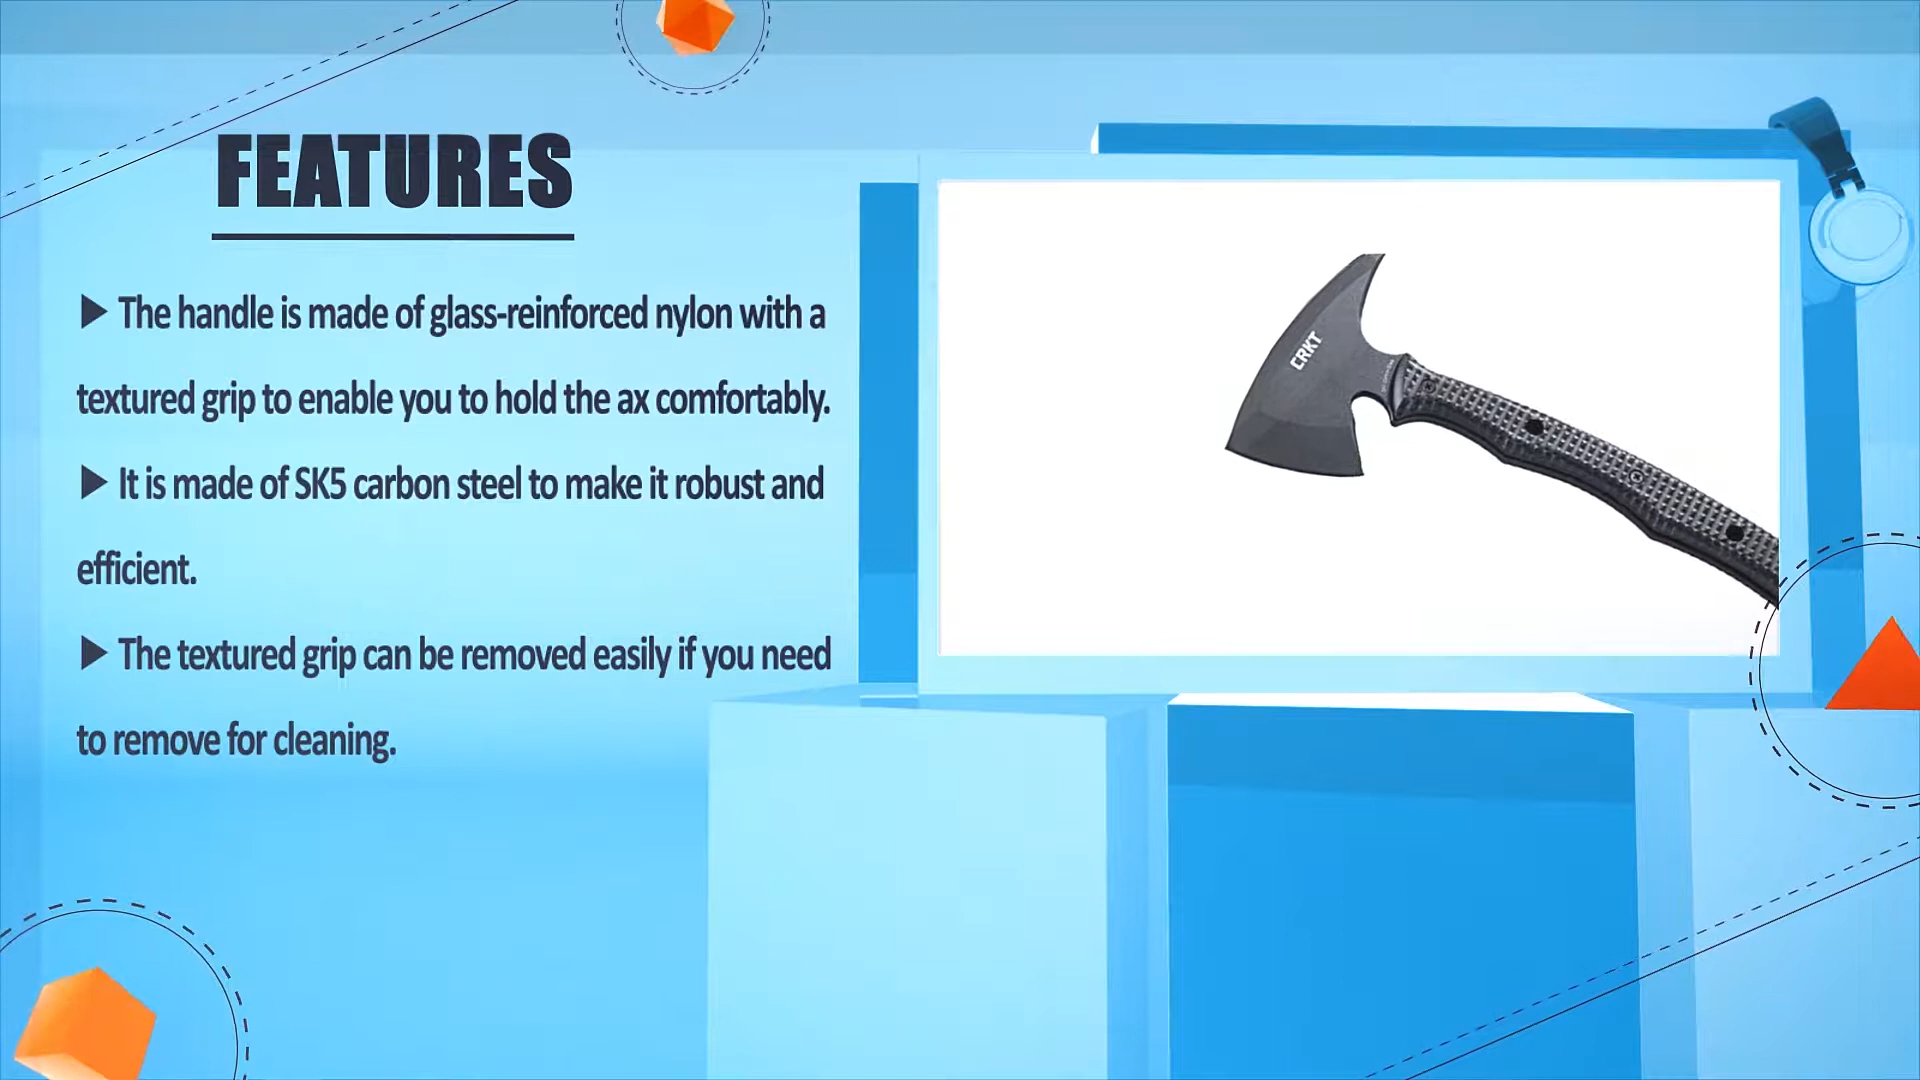 FEATURES
▶ The handle is made of glass-reinforced nylon with a
textured grip to enable you to hold the ax comfortably.
▶ It is made of SK5 carbon steel to make it robust and
efficient.
▶ The textured grip can be removed easily if you need
to remove for cleaning.
CRKT